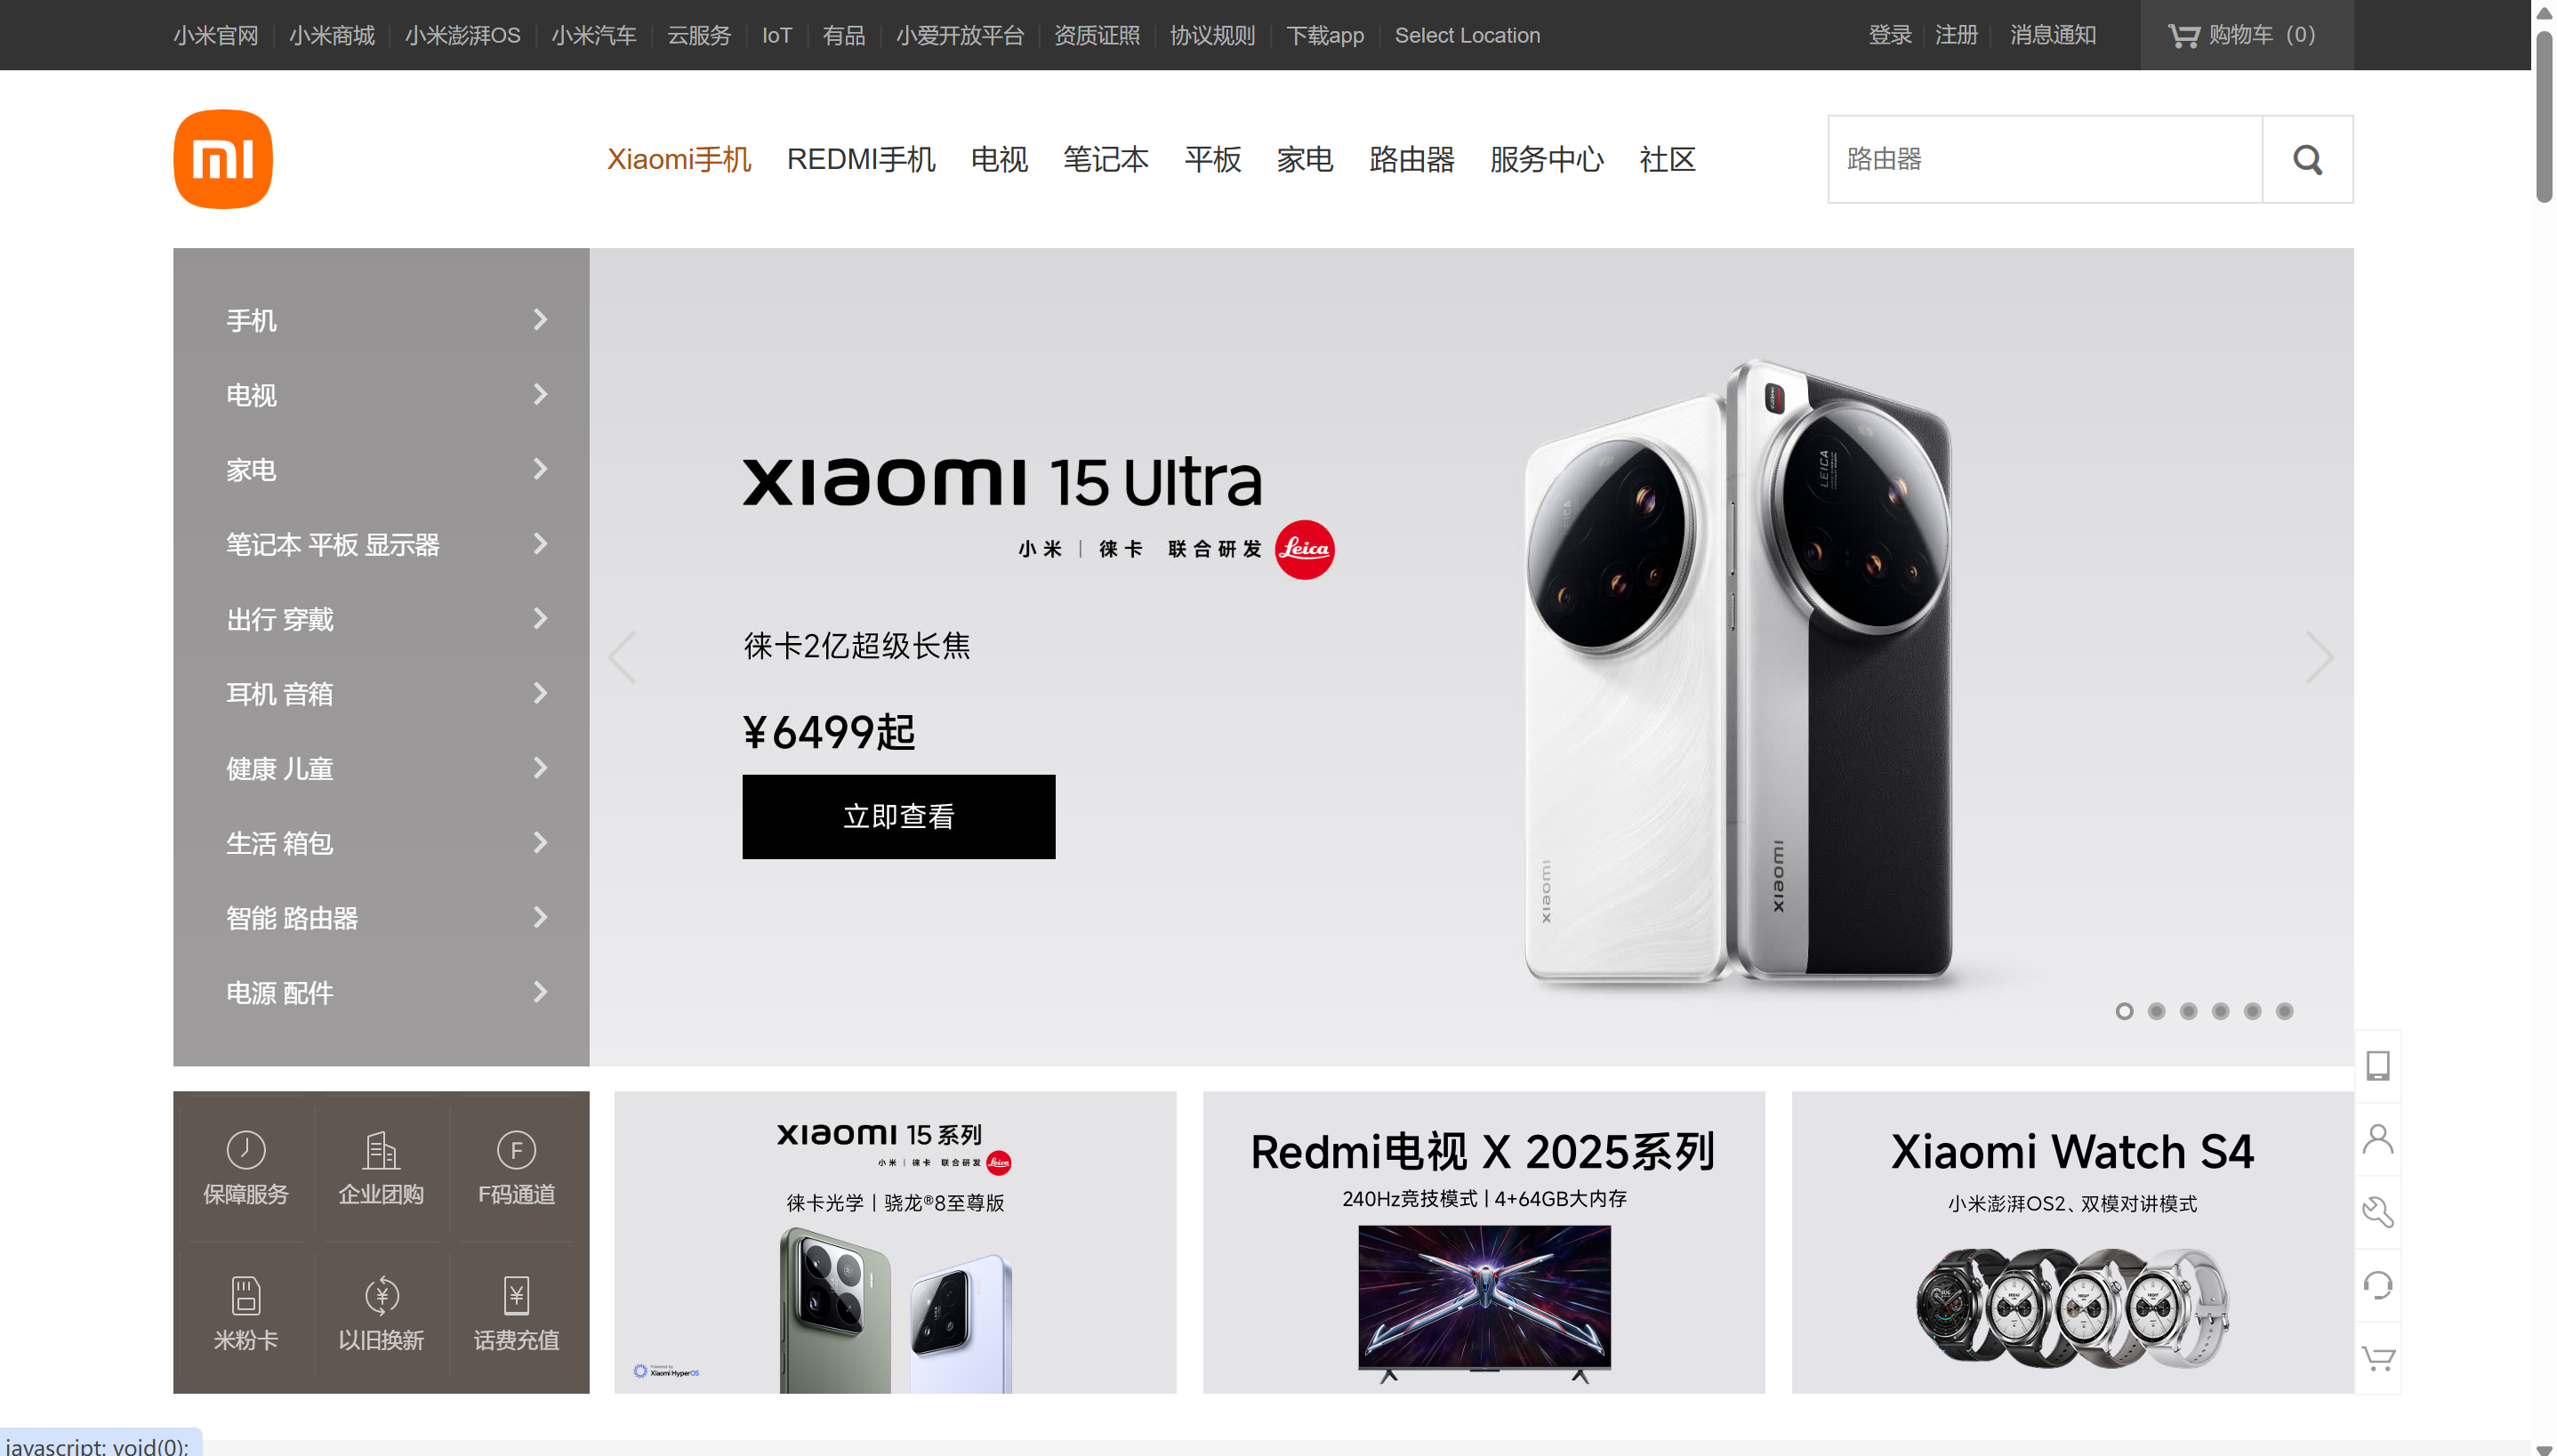 小米官网 小米商城 小米澎湃OS 小米汽车 云服务 IoT 有品 小爱开放平台 资质证照 协议规则 下载app Select Location 登录 注册 消息通知 购物车（0）
mi
Xiaomi手机 REDMI手机 电视 笔记本 平板 家电 路由器 服务中心 社区
路由器
手机
电视
家电
笔记本 平板 显示器
出行 穿戴
耳机 音箱
健康 儿童
生活 箱包
智能 路由器
电源 配件
xiaomi 15 Ultra
小米 | 徕卡 联合研发 Leica
徕卡2亿超级长焦
¥6499起
立即查看
LEICA
LEICA
xiaomi
xiaomi
保障服务 企业团购 F码通道
米粉卡 以旧换新 话费充值
xiaomi 15 系列
小米 | 徕卡 联合研发 Leica
徕卡光学 | 骁龙®8至尊版
Powered by
Xiaomi HyperOS
Redmi电视 X 2025系列
240Hz竞技模式 | 4+64GB大内存
Xiaomi Watch S4
小米澎湃OS2、双模对讲模式
javascript: void(0);